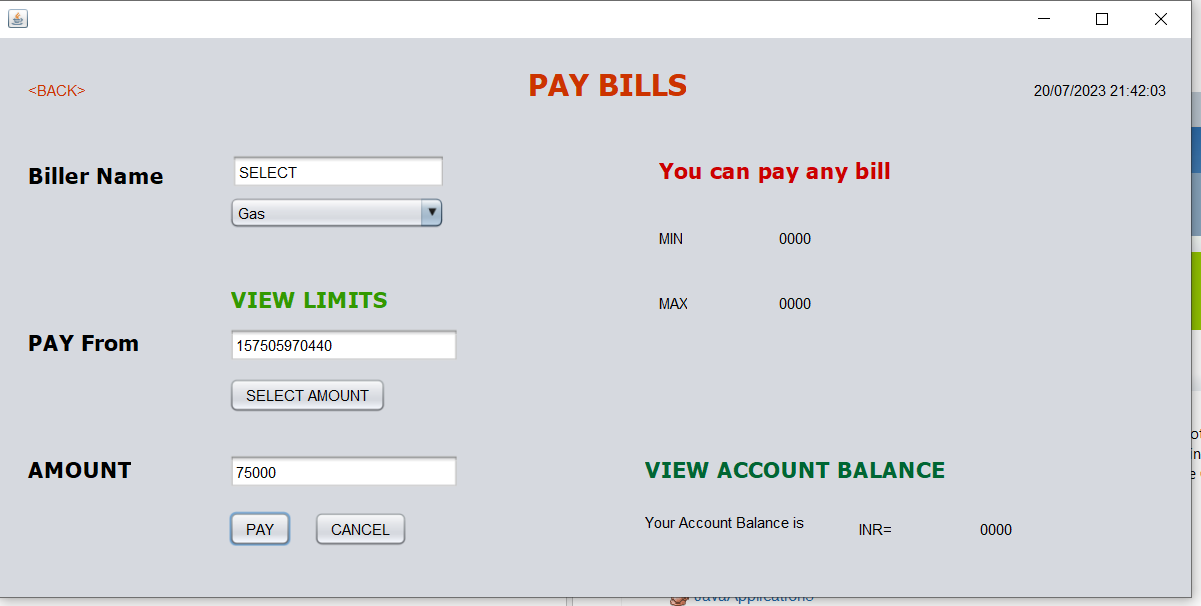 <BACK>
PAY BILLS
20/07/2023 21:42:03
Biller Name
SELECT
Gas
You can pay any bill
MIN 0000
VIEW LIMITS
MAX 0000
PAY From
157505970440
SELECT AMOUNT
AMOUNT
75000
VIEW ACCOUNT BALANCE
PAY
CANCEL
Your Account Balance is
INR=
0000